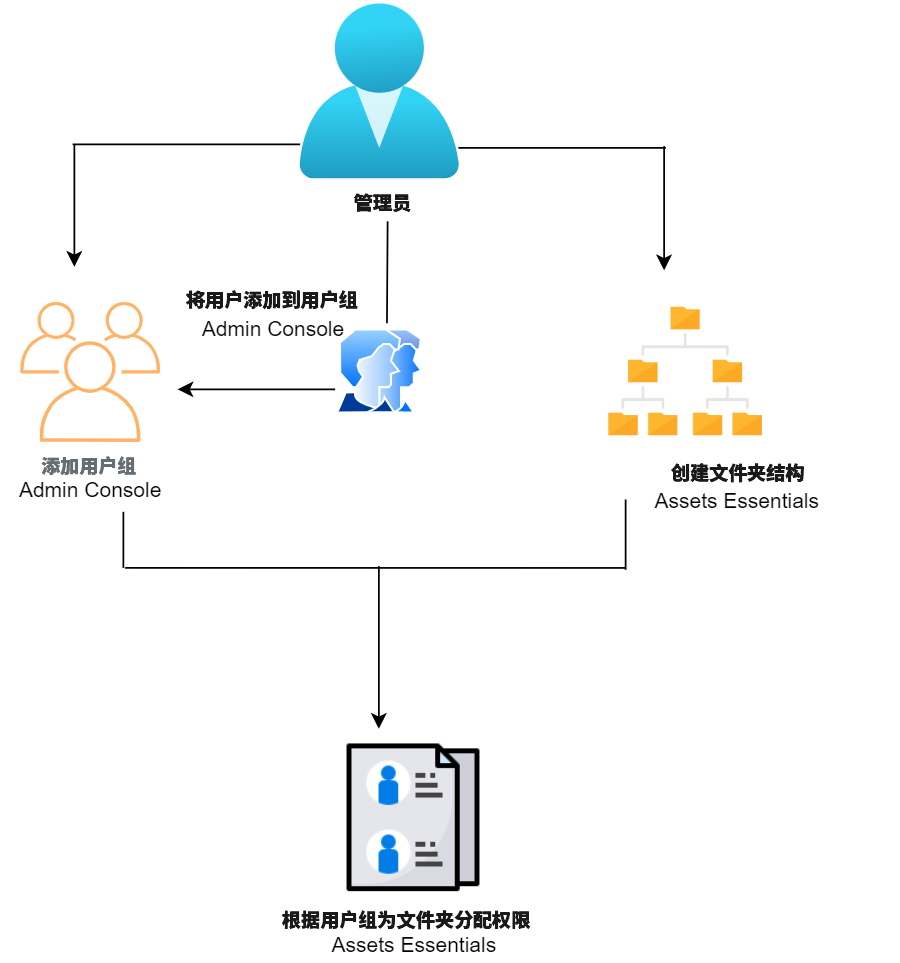 管理员
将用户添加到用户组
Admin Console
添加用户组
Admin Console
创建文件夹结构
Assets Essentials
根据用户组为文件夹分配权限
Assets Essentials